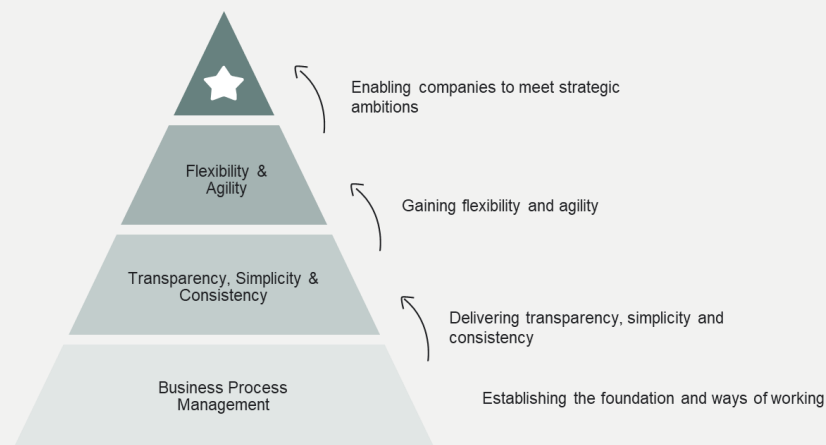 Enabling companies to meet strategic
ambitions
Flexibility &
Agility
Gaining flexibility and agility
Transparency, Simplicity &
Consistency
Delivering transparency, simplicity and
consistency
Business Process
Management
Establishing the foundation and ways of working